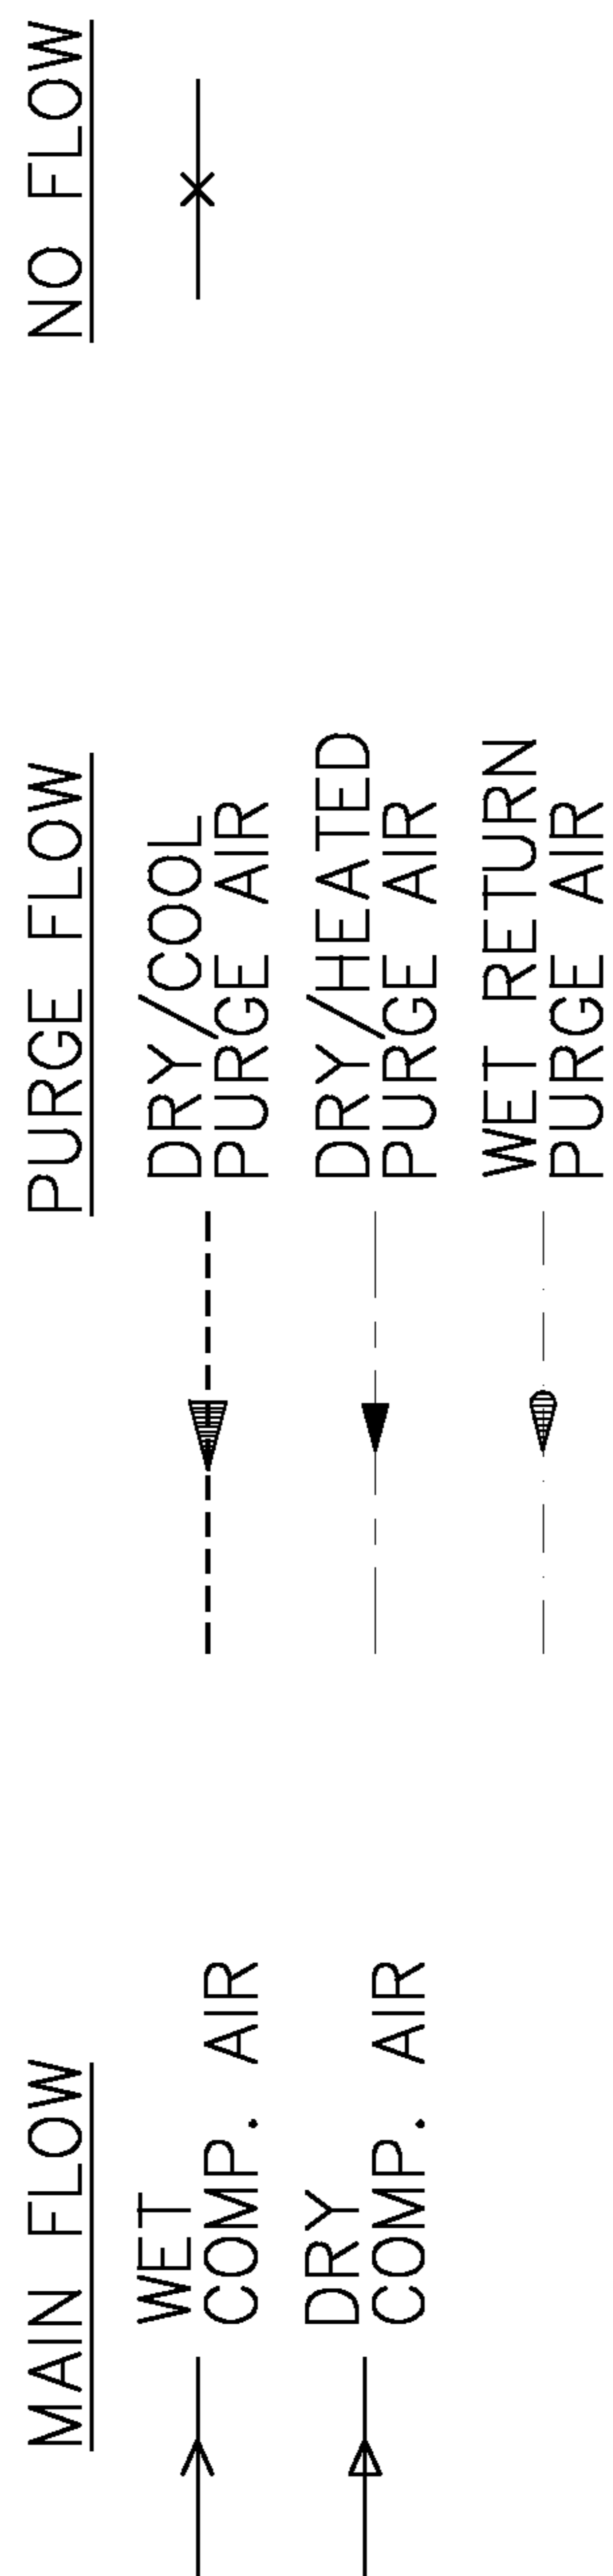 MAIN FLOW
WET
COMP. AIR
DRY
COMP. AIR
PURGE FLOW
DRY/COOL
PURGE AIR
DRY/HEATED
PURGE AIR
WET RETURN
PURGE AIR
NO FLOW